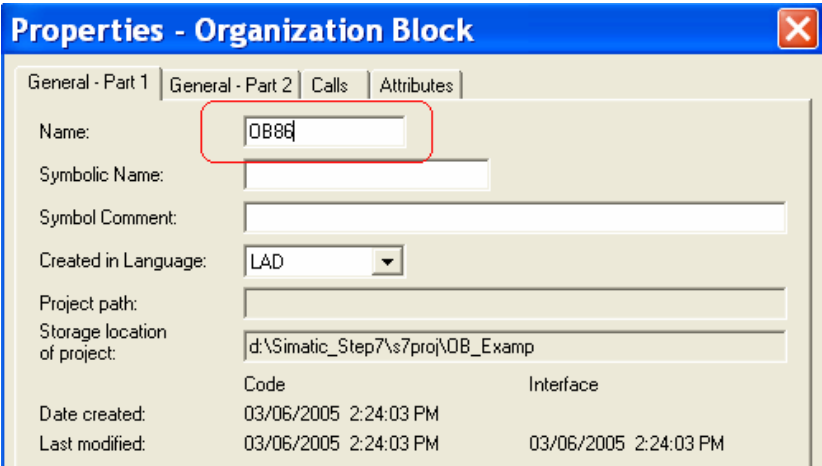 Properties - Organization Block
General - Part 1 General - Part 2 Calls Attributes
Name: OB86
Symbolic Name:
Symbol Comment:
Created in Language: LAD
Project path:
Storage location
of project: d:\Simatic_Step7\s7proj\OB_Examp
Code Interface
Date created: 03/06/2005 2:24:03 PM
Last modified: 03/06/2005 2:24:03 PM 03/06/2005 2:24:03 PM